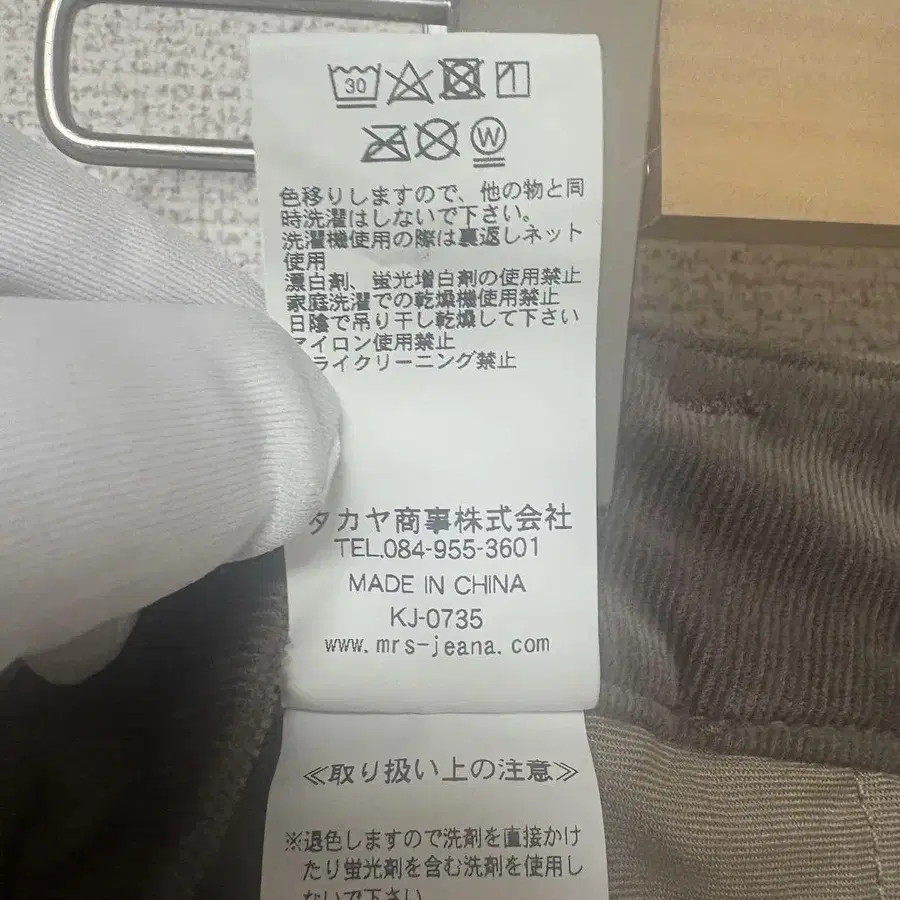 30
W
色移りしますので、他の物と同
時洗濯はしないで下さい。
洗濯機使用の際は裏返しネット
使用
漂白剤、蛍光増白剤の使用禁止
家庭洗濯での乾燥機使用禁止
日陰で吊り干し乾燥して下さい
アイロン使用禁止
ライクリーニング禁止
タカヤ商事株式会社
TEL.084-955-3601
MADE IN CHINA
KJ-0735
www.mrs-jeana.com
≪取り扱い上の注意≫
※退色しますので洗剤を直接かけ
たり蛍光剤を含む洗剤を使用し
ないで下さい